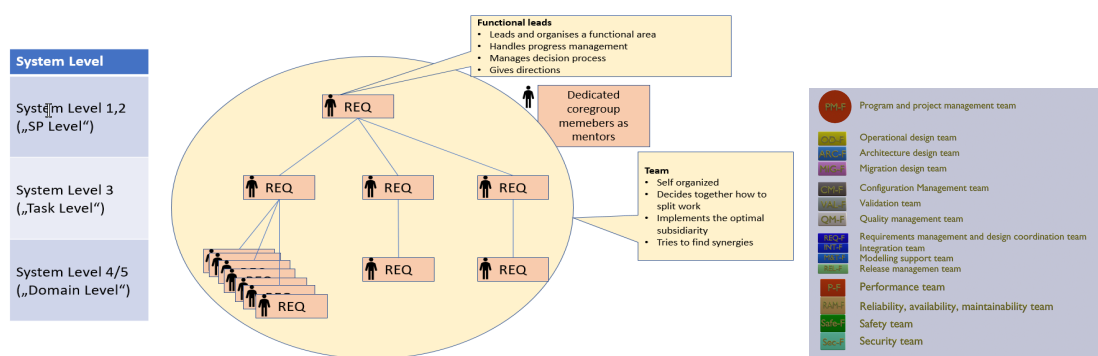 System Level
System Level 1,2
(„SP Level“)
System Level 3
(„Task Level“)
System Level 4/5
(„Domain Level“)
Functional leads
• Leads and organises a functional area
• Handles progress management
• Manages decision process
• Gives directions
REQ
Dedicated
coregroup
memebers as
mentors
REQ
REQ
REQ
Team
• Self organized
• Decides together how to
split work
• Implements the optimal
subsidiarity
• Tries to find synergies
REQ
REQ
REQ
PM-F Program and project management team
OD-F Operational design team
ARC-F Architecture design team
MIG-F Migration design team
CM-F Configuration Management team
VAL-F Validation team
QM-F Quality management team
REQ-F Requirements management and design coordination team
INT-F Integration team
Modelling support team
REL-F Release managemen team
P-F Performance team
RAM-F Reliability, availability, maintainability team
Safe-F Safety team
Sec-F Security team